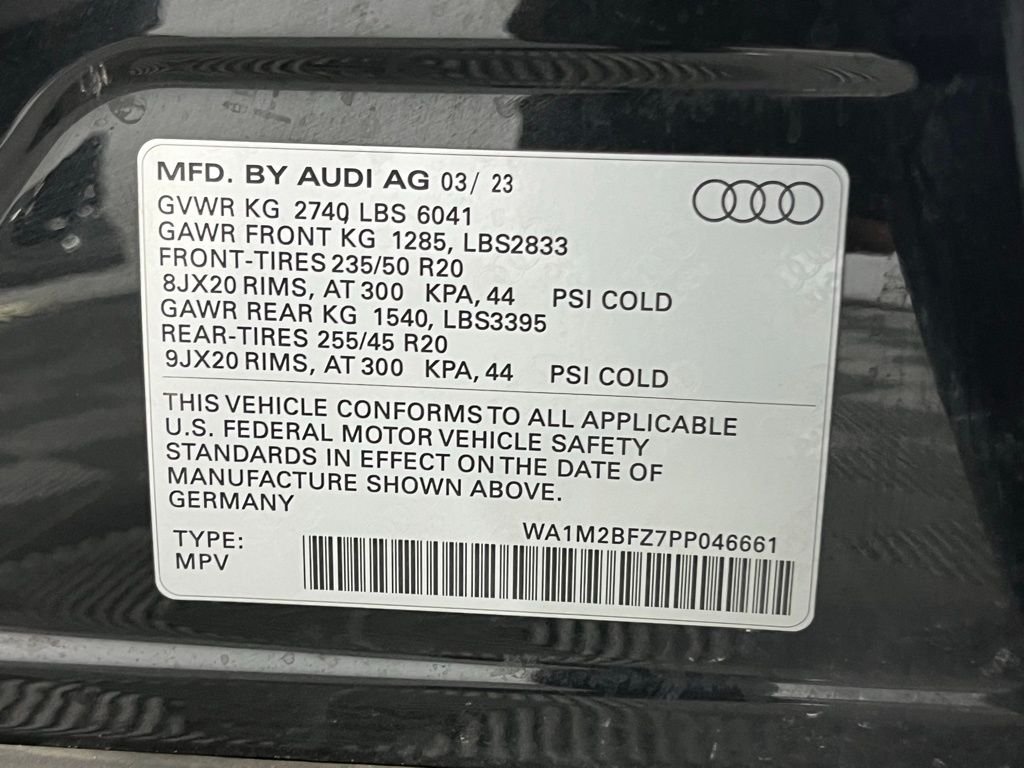 MFD. BY AUDI AG 03/ 23
GVWR KG 2740 LBS 6041
GAWR FRONT KG 1285, LBS2833
FRONT-TIRES 235/50 R20
8JX20 RIMS, AT 300 KPA, 44 PSI COLD
GAWR REAR KG 1540, LBS3395
REAR-TIRES 255/45 R20
9JX20 RIMS, AT 300 KPA, 44 PSI COLD
THIS VEHICLE CONFORMS TO ALL APPLICABLE
U.S. FEDERAL MOTOR VEHICLE SAFETY
STANDARDS IN EFFECT ON THE DATE OF
MANUFACTURE SHOWN ABOVE.
GERMANY
WA1M2BFZ7PP046661
TYPE:
MPV